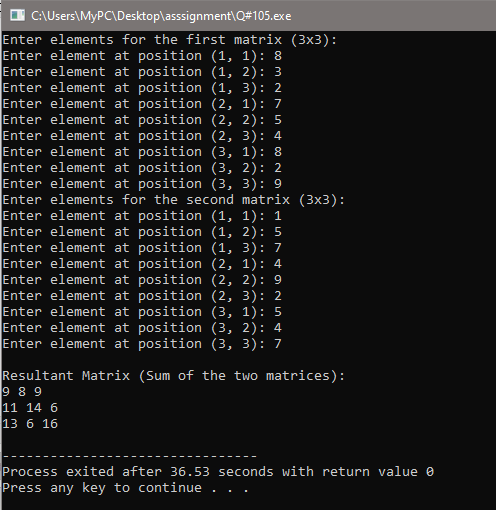 C:\Users\MyPC\Desktop\asssignment\Q#105.exe
Enter elements for the first matrix (3x3):
Enter element at position (1, 1): 8
Enter element at position (1, 2): 3
Enter element at position (1, 3): 2
Enter element at position (2, 1): 7
Enter element at position (2, 2): 5
Enter element at position (2, 3): 4
Enter element at position (3, 1): 8
Enter element at position (3, 2): 2
Enter element at position (3, 3): 9
Enter elements for the second matrix (3x3):
Enter element at position (1, 1): 1
Enter element at position (1, 2): 5
Enter element at position (1, 3): 7
Enter element at position (2, 1): 4
Enter element at position (2, 2): 9
Enter element at position (2, 3): 2
Enter element at position (3, 1): 5
Enter element at position (3, 2): 4
Enter element at position (3, 3): 7
Resultant Matrix (Sum of the two matrices):
9 8 9
11 14 6
13 6 16
--------------------------------
Process exited after 36.53 seconds with return value 0
Press any key to continue . . .